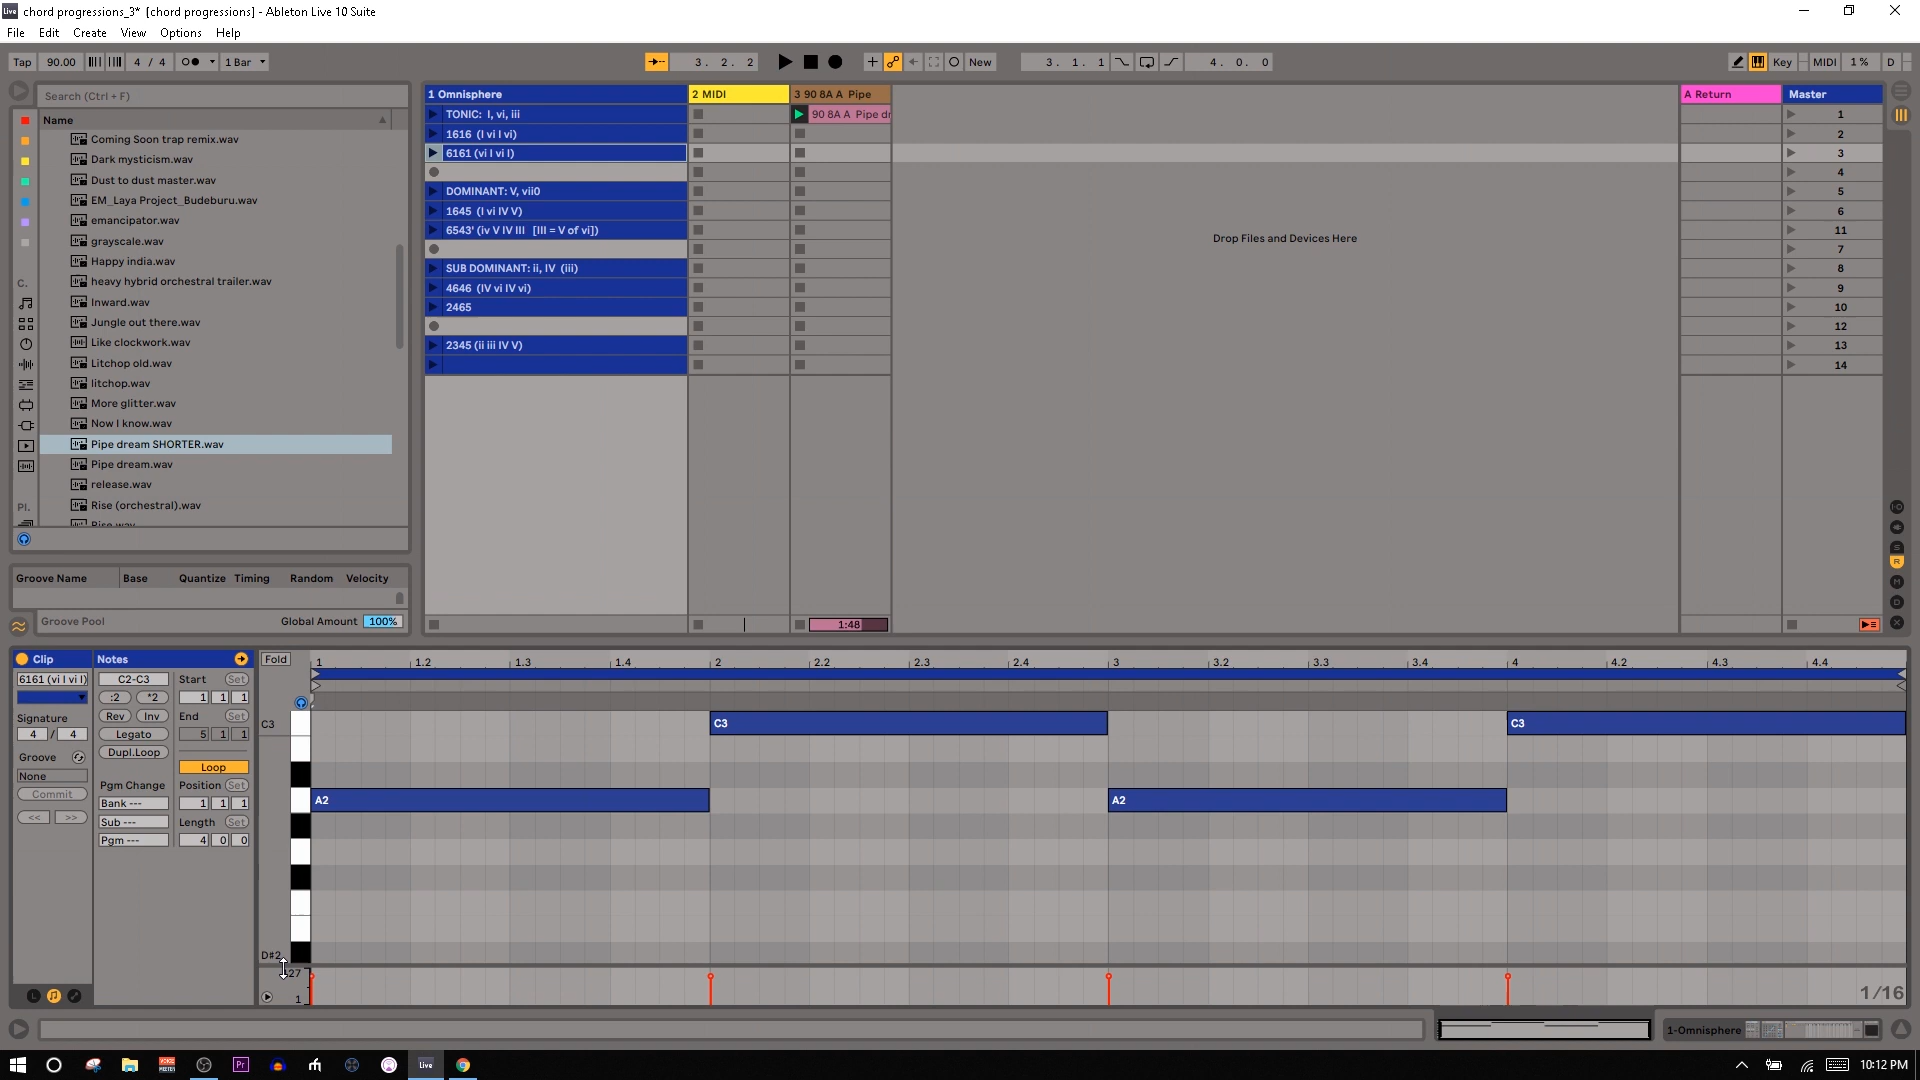 chord progressions_3* [chord progressions] - Ableton Live 10 Suite
File Edit Create View Options Help
Tap 90.00 4 / 4 1 Bar 3. 2. 2 New 3. 1. 1 4. 0. 0 Key MIDI 1 % D
Search (Ctrl + F)
Name
Coming Soon trap remix.wav
Dark mysticism.wav
Dust to dust master.wav
EM_Laya Project_Budeburu.wav
emancipator.wav
grayscale.wav
Happy india.wav
C.
heavy hybrid orchestral trailer.wav
Inward.wav
Jungle out there.wav
Like clockwork.wav
Litchop old.wav
litchop.wav
More glitter.wav
Now I know.wav
Pipe dream SHORTER.wav
Pipe dream.wav
release.wav
Pl.
Rise (orchestral).wav
Rise.wav
Groove Name Base Quantize Timing Random Velocity
Groove Pool Global Amount 100%
1 Omnisphere 2 MIDI 3 90 8A A Pipe A Return Master
TONIC: I, vi, iii 90 8A A Pipe dr 1
1616 (I vi I vi) 2
6161 (vi I vi I) 3
4
DOMINANT: V, vii0 5
1645 (I vi IV V) 6
6543' (iv V IV III [III = V of vi]) 11
7
Drop Files and Devices Here
SUB DOMINANT: ii, IV (iii) 8
4646 (IV vi IV vi) 9
2465 10
12
2345 (ii iii IV V) 13
14
1:48
R
M
D
X
Clip Notes Fold 1 1.2 1.3 1.4 2 2.2 2.3 2.4 3 3.2 3.3 3.4 4 4.2 4.3 4.4
6161 (vi I vi I) C2-C3 Start Set
:2 *2 1 1 1
Signature Rev Inv End Set
4 / 4 Legato 5 1 1
Groove Dupl.Loop
None Loop
Commit Pgm Change Position Set
<< >> Bank --- 1 1 1
Sub --- Length Set
Pgm --- 4 0 0
C3 C3 C3
A2 A2
D#2
27
1
1/16
1-Omnisphere
Pr Live 10:12 PM